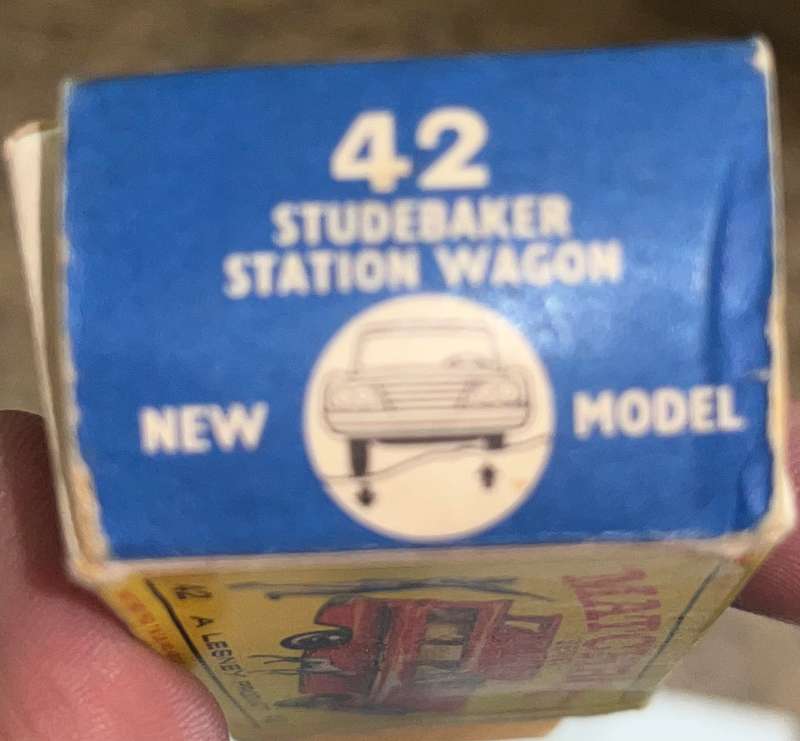 42
STUDEBAKER
STATION WAGON
NEW MODEL
42 A LESNEY